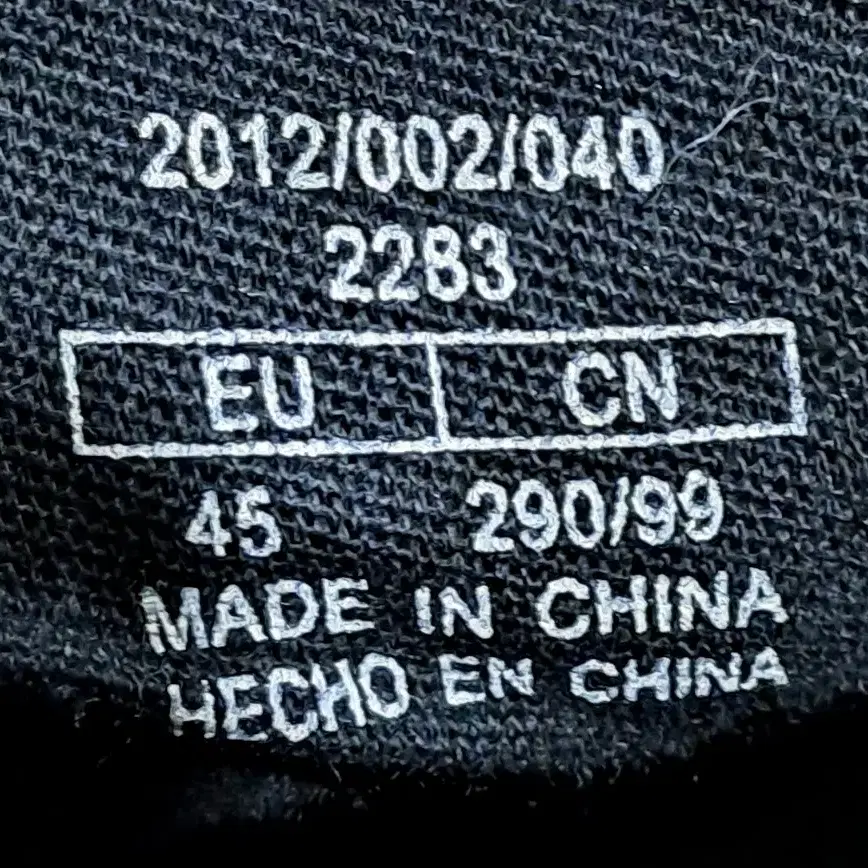 2012/002/040
2283
EU CN
45 290/99
MADE IN CHINA
HECHO EN CHINA